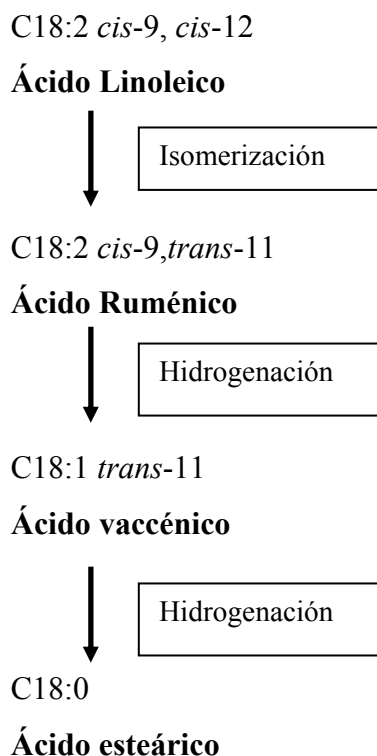 C18:2 cis-9, cis-12
Ácido Linoleico
Isomerización
C18:2 cis-9,trans-11
Ácido Ruménico
Hidrogenación
C18:1 trans-11
Ácido vaccénico
Hidrogenación
C18:0
Ácido esteárico